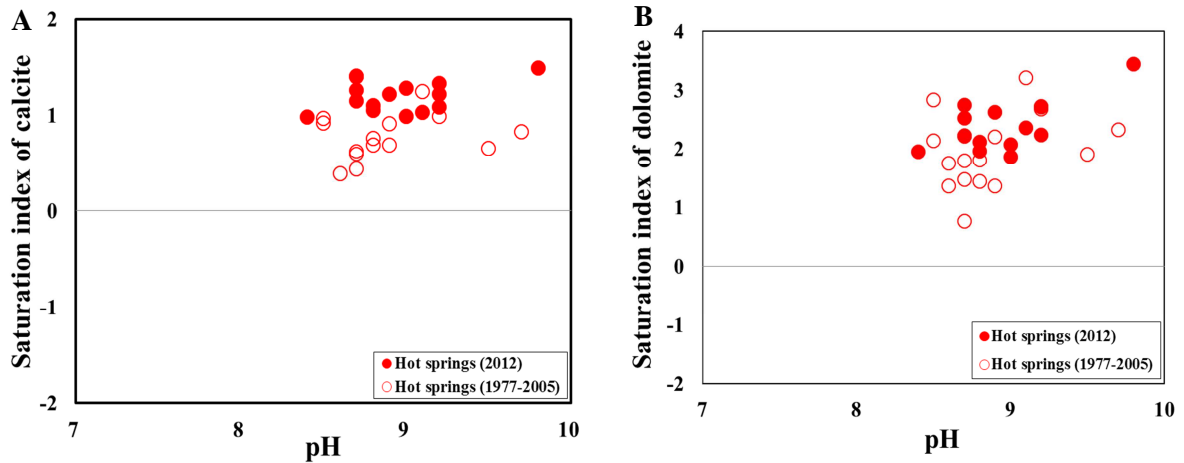 A
Saturation index of calcite
2
1
0
-1
-2
7
8
9
10
pH
Hot springs (2012)
Hot springs (1977-2005)
B
Saturation index of dolomite
4
3
2
1
0
-1
-2
7
8
9
10
pH
Hot springs (2012)
Hot springs (1977-2005)